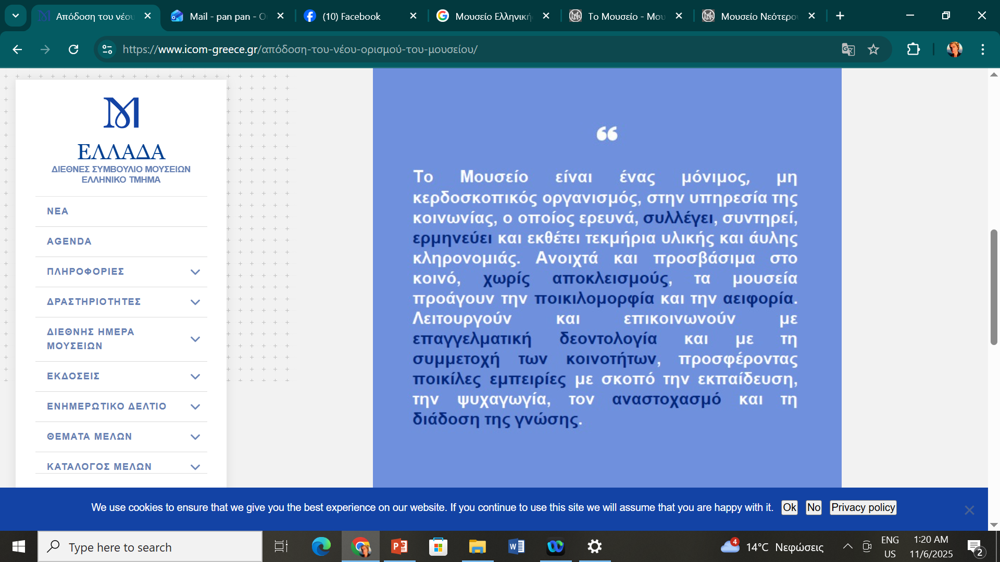 Απόδοση του νέου
Mail - pan pan - O
(10) Facebook
Μουσείο Ελληνική
Το Μουσείο - Μου
Μουσείο Νεότερο
https://www.icom-greece.gr/απόδοση-του-νέου-ορισμού-του-μουσείου/
ΕΛΛΑΔΑ
ΔΙΕΘΝΕΣ ΣΥΜΒΟΥΛΙΟ ΜΟΥΣΕΙΩΝ
ΕΛΛΗΝΙΚΟ ΤΜΗΜΑ
ΝΕΑ
AGENDA
ΠΛΗΡΟΦΟΡΙΕΣ
ΔΡΑΣΤΗΡΙΟΤΗΤΕΣ
ΔΙΕΘΝΗΣ ΗΜΕΡΑ
ΜΟΥΣΕΙΩΝ
ΕΚΔΟΣΕΙΣ
ΕΝΗΜΕΡΩΤΙΚΟ ΔΕΛΤΙΟ
ΘΕΜΑΤΑ ΜΕΛΩΝ
ΚΑΤΑΛΟΓΟΣ ΜΕΛΩΝ
“
Το Μουσείο είναι ένας μόνιμος, μη
κερδοσκοπικός οργανισμός, στην υπηρεσία της
κοινωνίας, ο οποίος ερευνά, συλλέγει, συντηρεί,
ερμηνεύει και εκθέτει τεκμήρια υλικής και άυλης
κληρονομιάς. Ανοιχτά και προσβάσιμα στο
κοινό, χωρίς αποκλεισμούς, τα μουσεία
προάγουν την ποικιλομορφία και την αειφορία.
Λειτουργούν και επικοινωνούν με
επαγγελματική δεοντολογία και με τη
συμμετοχή των κοινοτήτων, προσφέροντας
ποικίλες εμπειρίες με σκοπό την εκπαίδευση,
την ψυχαγωγία, τον αναστοχασμό και τη
διάδοση της γνώσης.
We use cookies to ensure that we give you the best experience on our website. If you continue to use this site we will assume that you are happy with it. Ok No Privacy policy
Type here to search
4
14°C Νεφώσεις
ENG
US
1:20 AM
11/6/2025
2